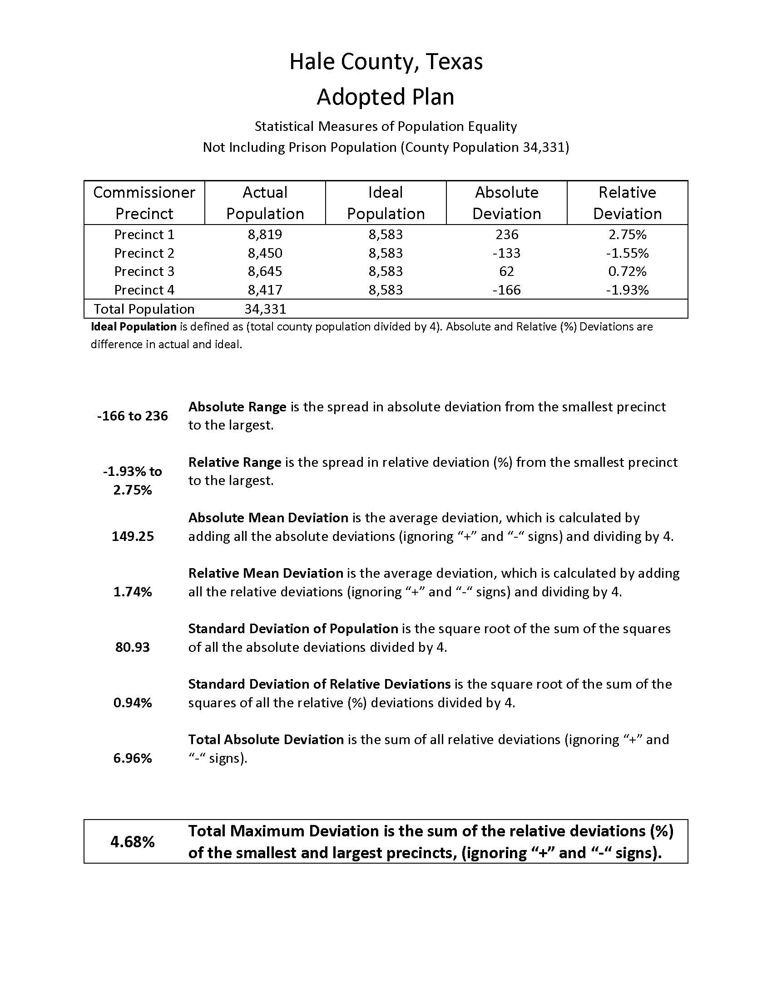 Hale County, Texas
Adopted Plan
Statistical Measures of Population Equality
Not Including Prison Population (County Population 34,331)
Commissioner Precinct Actual Population Ideal Population Absolute Deviation Relative Deviation
Precinct 1 8,819 8,583 236 2.75%
Precinct 2 8,450 8,583 -133 -1.55%
Precinct 3 8,645 8,583 62 0.72%
Precinct 4 8,417 8,583 -166 -1.93%
Total Population 34,331
Ideal Population is defined as (total county population divided by 4). Absolute and Relative (%) Deviations are
difference in actual and ideal.
-166 to 236
Absolute Range is the spread in absolute deviation from the smallest precinct
to the largest.
-1.93% to
2.75%
Relative Range is the spread in relative deviation (%) from the smallest precinct
to the largest.
149.25
Absolute Mean Deviation is the average deviation, which is calculated by
adding all the absolute deviations (ignoring “+” and “-“ signs) and dividing by 4.
1.74%
Relative Mean Deviation is the average deviation, which is calculated by adding
all the relative deviations (ignoring “+” and “-“ signs) and dividing by 4.
80.93
Standard Deviation of Population is the square root of the sum of the squares
of all the absolute deviations divided by 4.
0.94%
Standard Deviation of Relative Deviations is the square root of the sum of the
squares of all the relative (%) deviations divided by 4.
6.96%
Total Absolute Deviation is the sum of all relative deviations (ignoring “+” and
“-“ signs).
4.68%
Total Maximum Deviation is the sum of the relative deviations (%)
of the smallest and largest precincts, (ignoring “+” and “-“ signs).